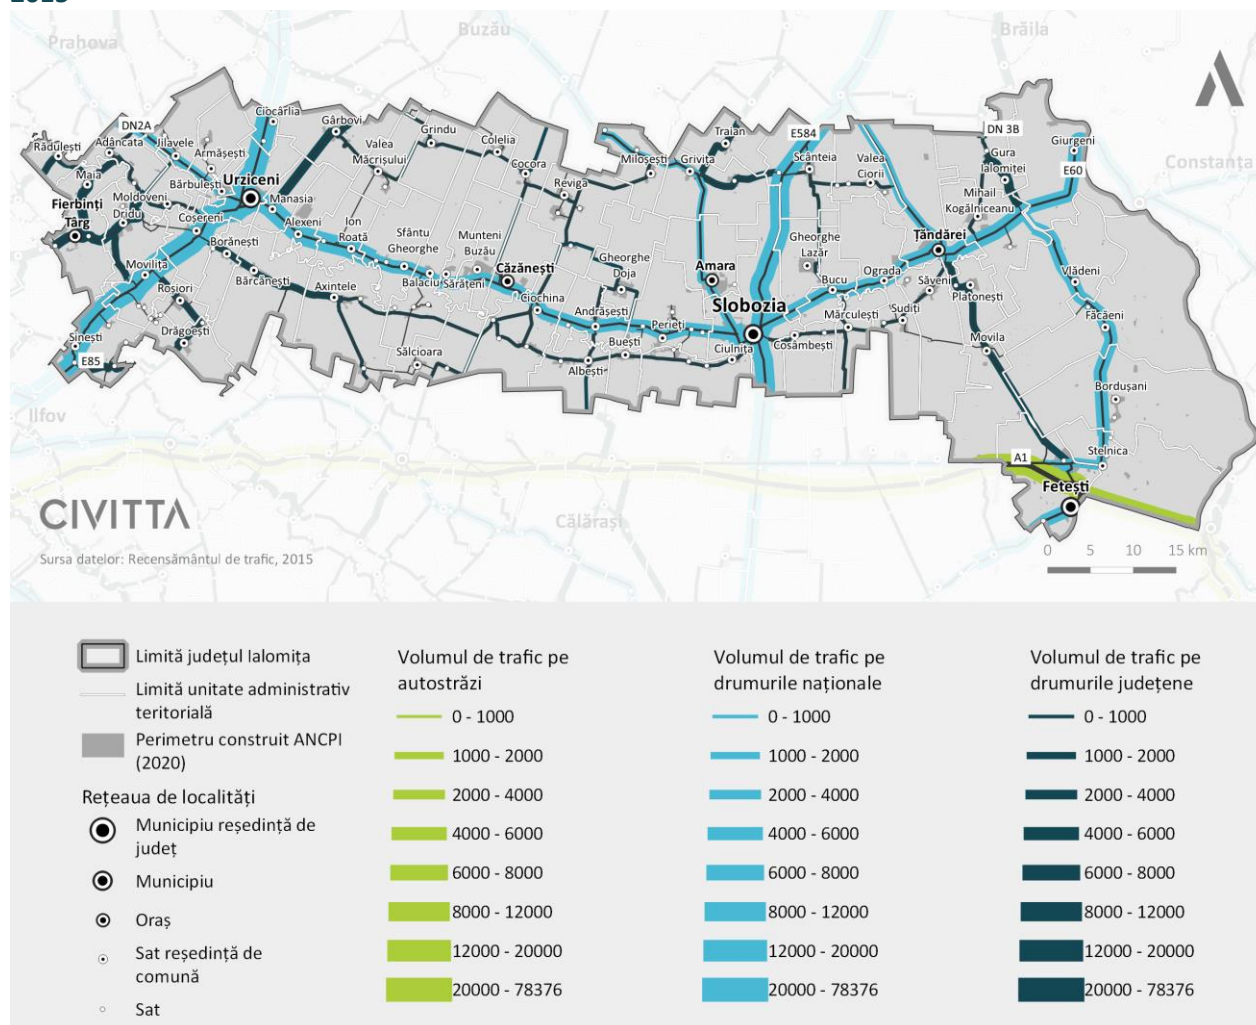 2015
Prahova
Buzău
Brăila
Constanța
Ilfov
Călărași
DN2A
E584
DN 3B
E60
E85
A1
Ciocârlia
Gârbovi
Grindu
Colelia
Traian
Giurgeni
Rădulești
Adâncata
Jilavele
Armășești
Valea
Măcrișului
Cocora
Miloșești
Grivița
Scânteia
Valea
Ciorii
Gura
Ialomiței
Maia
Urziceni
Reviga
Fierbinți
Târg
Moldoveni
Bărbulești
Manasia
Mihail
Kogălniceanu
Dridu
Coșereni
Alexeni
Ion
Roată
Sfântu
Gheorghe
Munteni
Buzău
Gheorghe
Doja
Gheorghe
Lazăr
Țăndărei
Borănești
Movilița
Bărcănești
Axintele
Balaciu
Sărățeni
Căzănești
Amara
Bucu
Ograda
Săveni
Platonești
Vlădeni
Roșiori
Ciochina
Andrășești
Perieți
Slobozia
Mărculești
Sudiți
Făcăeni
Sinești
Drăgoești
Sălcioara
Buești
Albești
Ciulnița
Cosâmbești
Movila
Bordușani
Stelnica
Fetești
CIVITTA
Sursa datelor: Recensământul de trafic, 2015
0 5 10 15 km
Limită județul Ialomița
Limită unitate administrativ
teritorială
Perimetru construit ANCPI
(2020)
Rețeaua de localități
Municipiu reședință de
județ
Municipiu
Oraș
Sat reședință de
comună
Sat
Volumul de trafic pe
autostrăzi
0 - 1000
1000 - 2000
2000 - 4000
4000 - 6000
6000 - 8000
8000 - 12000
12000 - 20000
20000 - 78376
Volumul de trafic pe
drumurile naționale
0 - 1000
1000 - 2000
2000 - 4000
4000 - 6000
6000 - 8000
8000 - 12000
12000 - 20000
20000 - 78376
Volumul de trafic pe
drumurile județene
0 - 1000
1000 - 2000
2000 - 4000
4000 - 6000
6000 - 8000
8000 - 12000
12000 - 20000
20000 - 78376